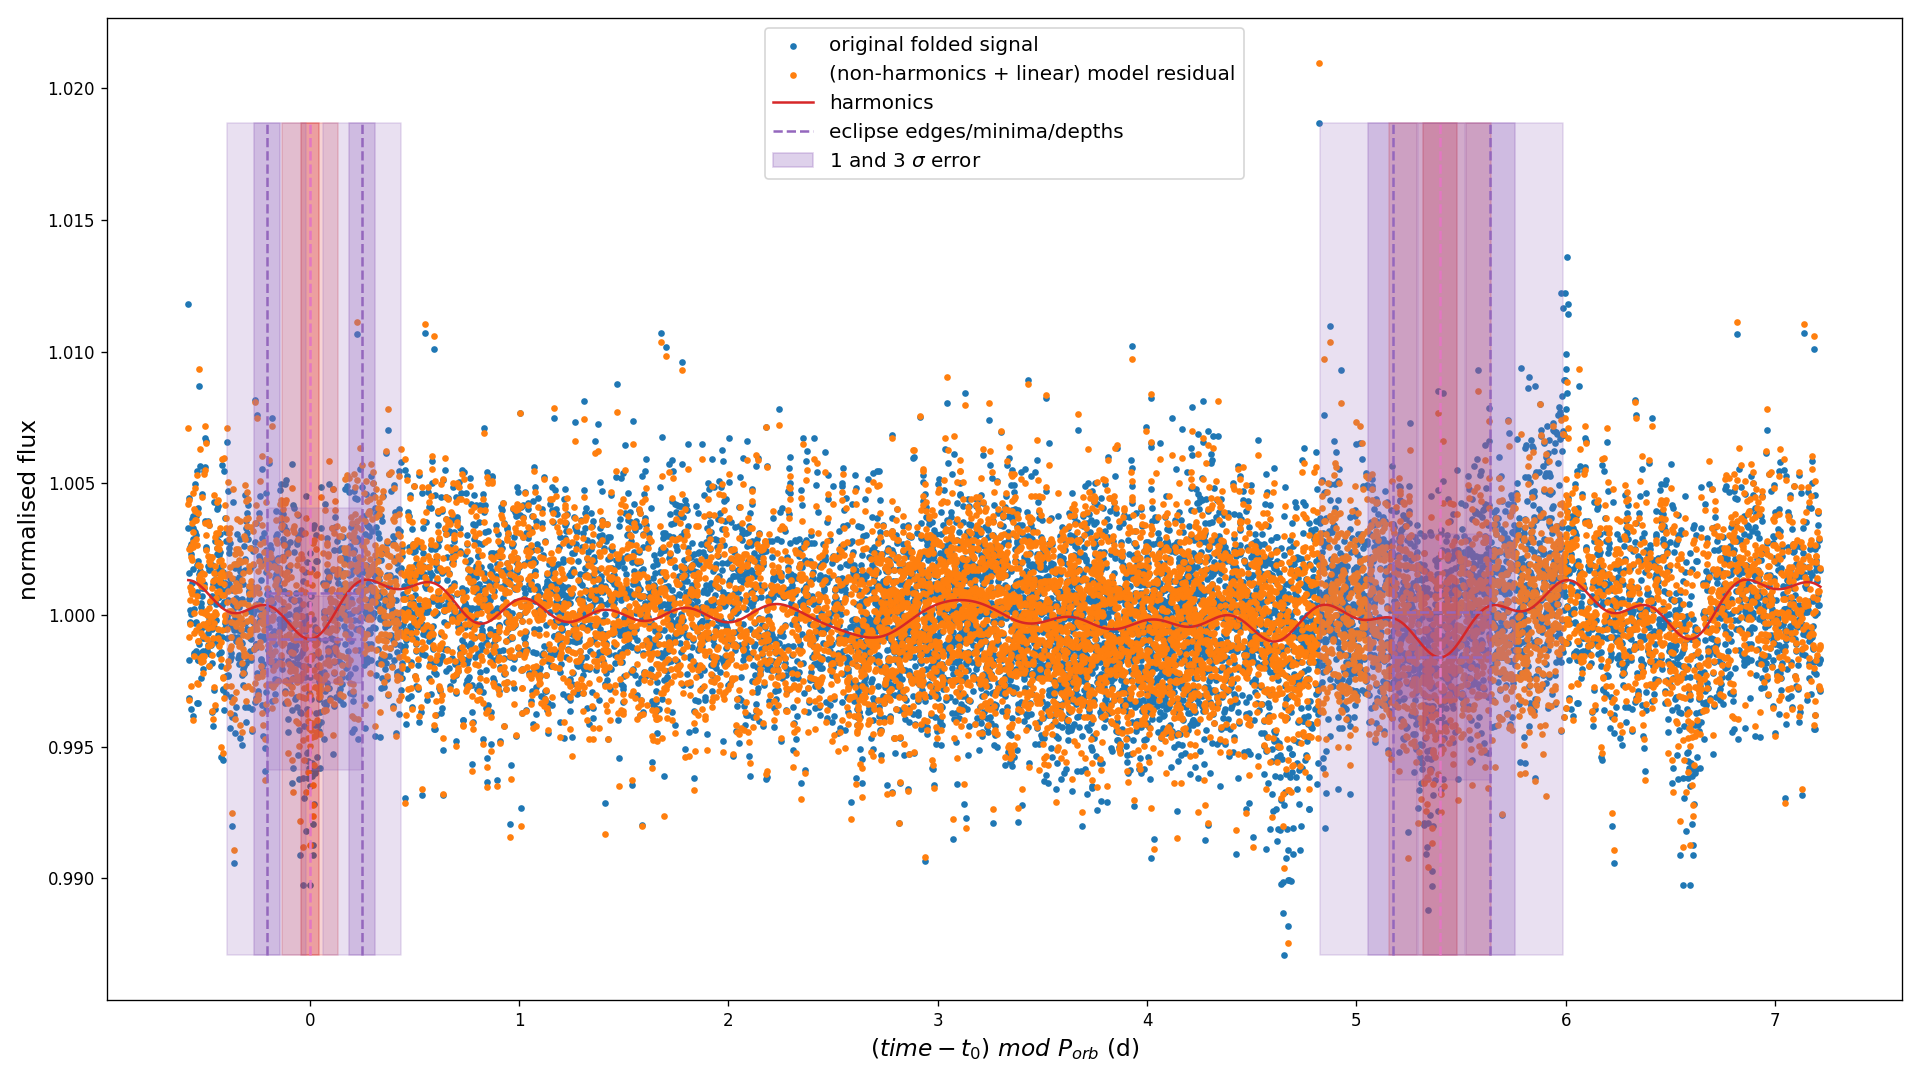 original folded signal
(non-harmonics + linear) model residual
harmonics
eclipse edges/minima/depths
1 and 3 σ error
normalised flux
1.020
1.015
1.010
1.005
1.000
0.995
0.990
0 1 2 3 4 5 6 7
(time − t₀) mod Pₒᵣb (d)